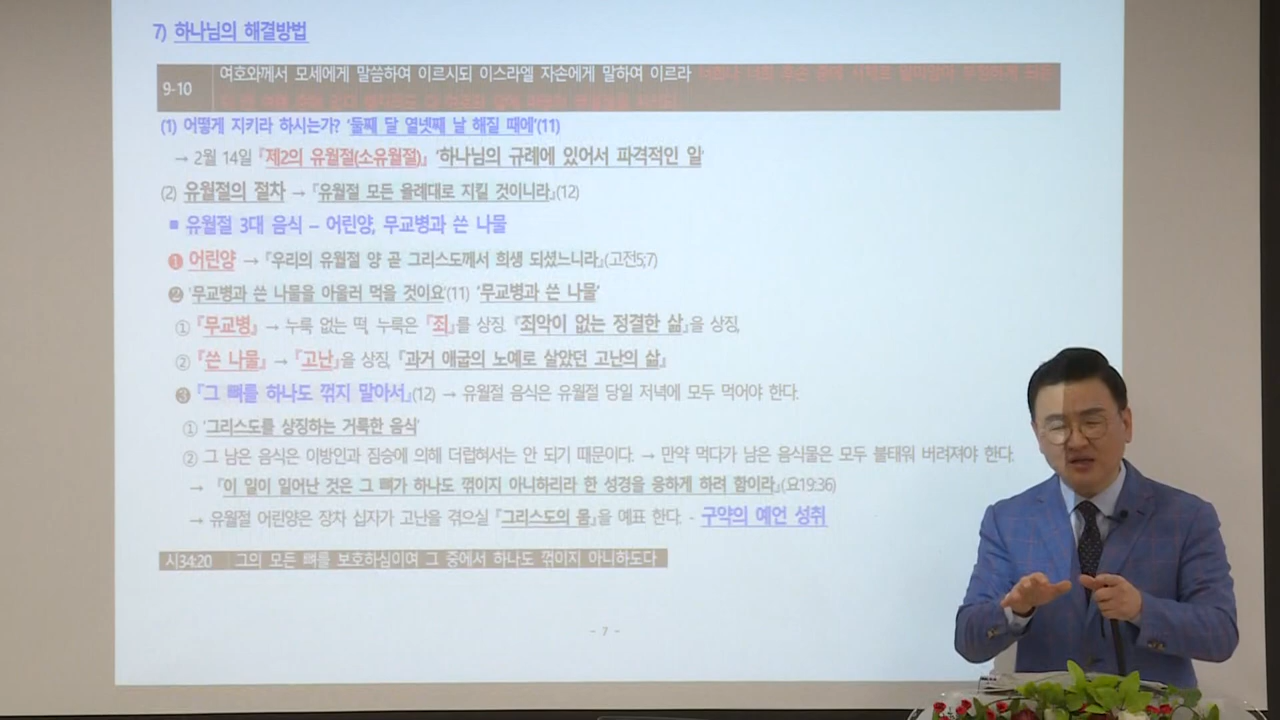 7) 하나님의 해결방법
9-10 여호와께서 모세에게 말씀하여 이르시되 이스라엘 자손에게 말하여 이르라
(1) 어떻게 지키라 하시는가? '둘째 달 열넷째 날 해질 때에'(11)
→ 2월 14일 『제2의 유월절(소유월절)』 '하나님의 규례에 있어서 파격적인 일'
(2) 유월절의 절차 → 『유월절 모든 율례대로 지킬 것이니라』(12)
■ 유월절 3대 음식 – 어린양, 무교병과 쓴 나물
❶ 어린양 → 『우리의 유월절 양 곧 그리스도께서 희생 되셨느니라』(고전5;7)
❷ '무교병과 쓴 나물을 아울러 먹을 것이요'(11) '무교병과 쓴 나물'
① 『무교병』 → 누룩 없는 떡, 누룩은 『죄』를 상징. 『죄악이 없는 정결한 삶』을 상징,
② 『쓴 나물』 → 『고난』을 상징, 『과거 애굽의 노예로 살았던 고난의 삶』
❸ 『그 뼈를 하나도 꺾지 말아서』(12) → 유월절 음식은 유월절 당일 저녁에 모두 먹어야 한다.
① '그리스도를 상징하는 거룩한 음식'
② 그 남은 음식은 이방인과 짐승에 의해 더럽혀서는 안 되기 때문이다. → 만약 먹다가 남은 음식물은 모두 불태워 버려져야 한다.
→ 『이 일이 일어난 것은 그 뼈가 하나도 꺾이지 아니하리라 한 성경을 응하게 하려 함이라』(요19:36)
→ 유월절 어린양은 장차 십자가 고난을 겪으실 『그리스도의 몸』을 예표 한다. - 구약의 예언 성취
시34:20 그의 모든 뼈를 보호하심이여 그 중에서 하나도 꺾이지 아니하도다
- 7 -